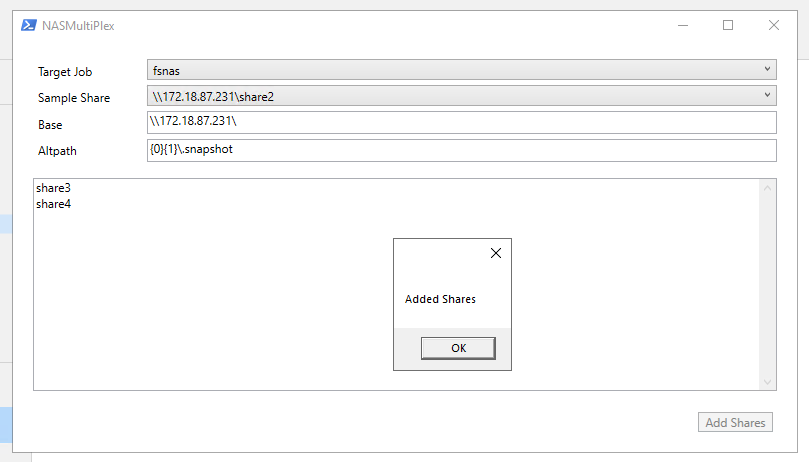 NASMultiPlex
Target Job
fsnas
Sample Share
\\172.18.87.231\share2
Base
\\172.18.87.231\
Altpath
{0}{1}\.snapshot
share3
share4
Added Shares
OK
Add Shares